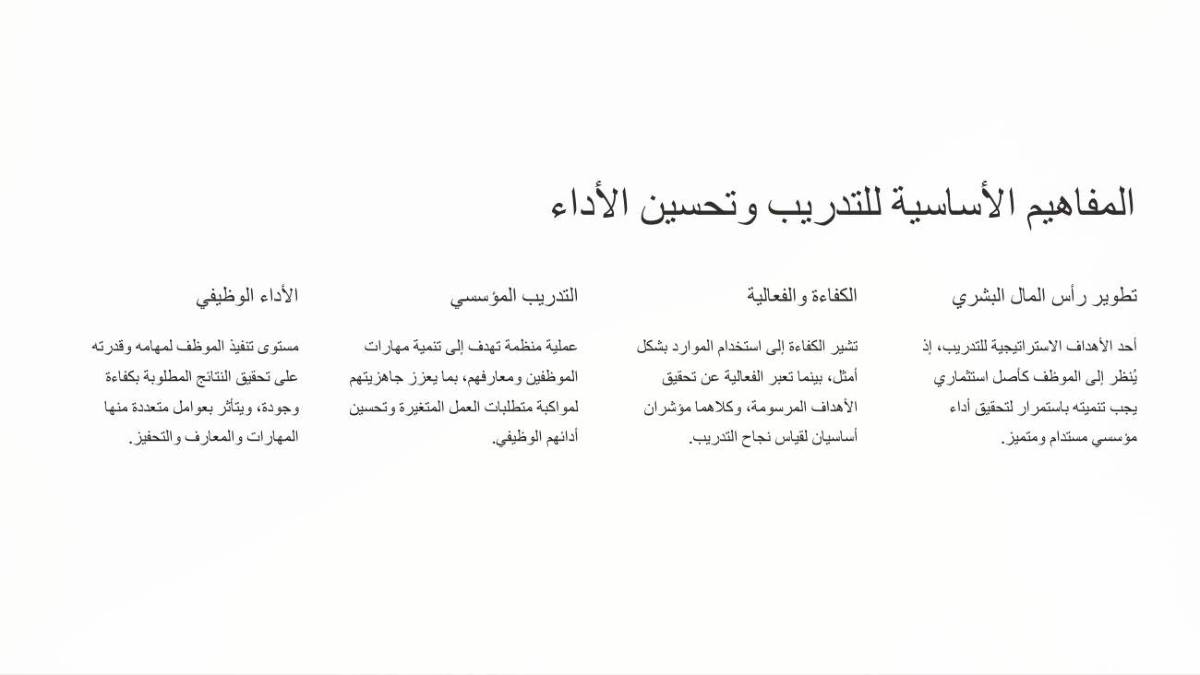 المفاهيم الأساسية للتدريب وتحسين الأداء
تطوير رأس المال البشري
أحد الأهداف الاستراتيجية للتدريب، إذ
يُنظر إلى الموظف كأصل استثماري
يجب تنميته باستمرار لتحقيق أداء
مؤسسي مستدام ومتميز.
الكفاءة والفعالية
تشير الكفاءة إلى استخدام الموارد بشكل
أمثل، بينما تعبر الفعالية عن تحقيق
الأهداف المرسومة، وكلاهما مؤشران
أساسيان لقياس نجاح التدريب.
التدريب المؤسسي
عملية منظمة تهدف إلى تنمية مهارات
الموظفين ومعارفهم، بما يعزز جاهزيتهم
لمواكبة متطلبات العمل المتغيرة وتحسين
أدائهم الوظيفي.
الأداء الوظيفي
مستوى تنفيذ الموظف لمهامه وقدرته
على تحقيق النتائج المطلوبة بكفاءة
وجودة، ويتأثر بعوامل متعددة منها
المهارات والمعارف والتحفيز.